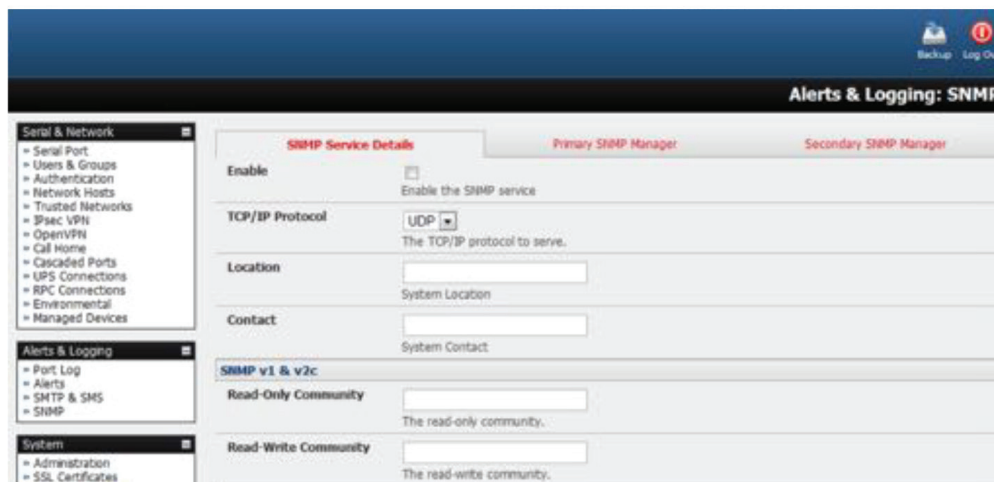 Backup Log Ou
Alerts & Logging: SNMP
Serial & Network
Serial Port
Users & Groups
Authentication
Network Hosts
Trusted Networks
IPsec VPN
OpenVPN
Call Home
Cascaded Ports
UPS Connections
RPC Connections
Environmental
Managed Devices
Alerts & Logging
Port Log
Alerts
SMTP & SMS
SNMP
System
Administration
SSL Certificates
SNMP Service Details Primary SNMP Manager Secondary SNMP Manager
Enable
Enable the SNMP service
TCP/IP Protocol UDP
The TCP/IP protocol to serve.
Location
System Location
Contact
System Contact
SNMP v1 & v2c
Read-Only Community
The read-only community.
Read-Write Community
The read-write community.